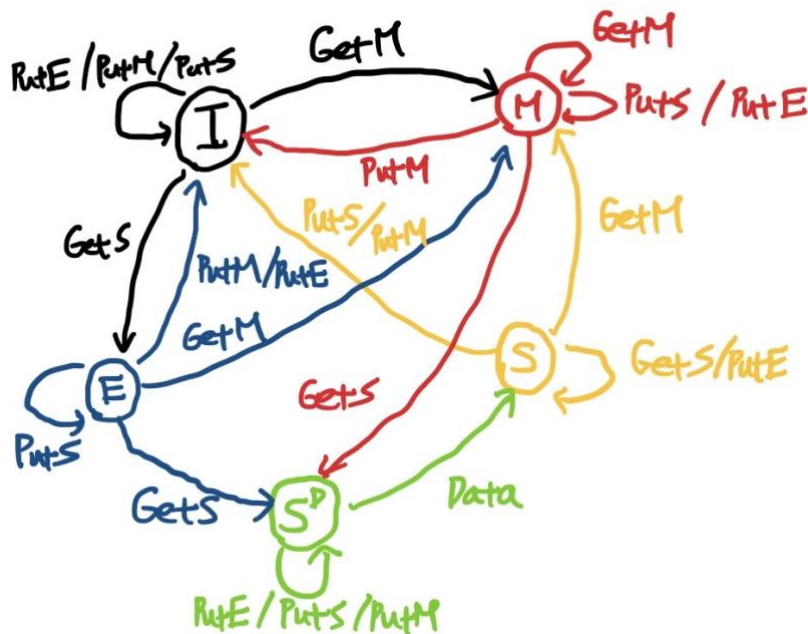 GetM
GetM
PutE / PutM / PutS
I
M
PutS / PutE
PutM
PutS/
PutM
GetM
GetS
PutM/PutE
GetM
S
GetS/PutE
E
GetS
PutS
Data
GetS
S^D
PutE / PutS / PutM